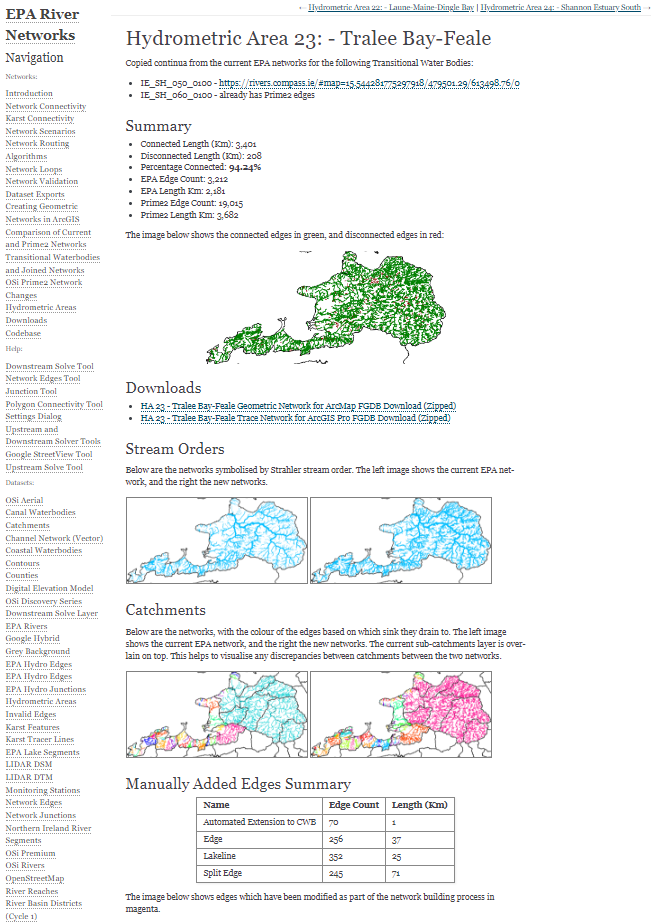 ← Hydrometric Area 22: - Laune-Maine-Dingle Bay | Hydrometric Area 24: - Shannon Estuary South →
EPA River
Networks
Navigation
Networks:
Introduction
Network Connectivity
Karst Connectivity
Network Scenarios
Network Routing
Algorithms
Network Loops
Network Validation
Dataset Exports
Creating Geometric
Networks in ArcGIS
Comparison of Current
and Prime2 Networks
Transitional Waterbodies
and Joined Networks
OSi Prime2 Network
Changes
Hydrometric Areas
Downloads
Codebase
Help:
Downstream Solve Tool
Network Edges Tool
Junction Tool
Polygon Connectivity Tool
Settings Dialog
Upstream and
Downstream Solver Tools
Google StreetView Tool
Upstream Solve Tool
Datasets:
OSi Aerial
Canal Waterbodies
Catchments
Channel Network (Vector)
Coastal Waterbodies
Contours
Counties
Digital Elevation Model
OSi Discovery Series
Downstream Solve Layer
EPA Rivers
Google Hybrid
Grey Background
EPA Hydro Edges
EPA Hydro Edges
EPA Hydro Junctions
Hydrometric Areas
Invalid Edges
Karst Features
Karst Tracer Lines
EPA Lake Segments
LIDAR DSM
LIDAR DTM
Monitoring Stations
Network Edges
Network Junctions
Northern Ireland River
Segments
OSi Premium
OSi Rivers
OpenStreetMap
River Reaches
River Basin Districts
(Cycle 1)
Hydrometric Area 23: - Tralee Bay-Feale
Copied continua from the current EPA networks for the following Transitional Water Bodies:
• IE_SH_050_0100 - https://rivers.compass.ie/#map=15.544281775297918/479501.29/613498.76/0
• IE_SH_060_0100 - already has Prime2 edges
Summary
• Connected Length (Km): 3,401
• Disconnected Length (Km): 208
• Percentage Connected: 94.24%
• EPA Edge Count: 3,212
• EPA Length Km: 2,181
• Prime2 Edge Count: 19,015
• Prime2 Length Km: 3,682
The image below shows the connected edges in green, and disconnected edges in red:
Downloads
• HA 23 - Tralee Bay-Feale Geometric Network for ArcMap FGDB Download (Zipped)
• HA 23 - Tralee Bay-Feale Trace Network for ArcGIS Pro FGDB Download (Zipped)
Stream Orders
Below are the networks symbolised by Strahler stream order. The left image shows the current EPA net-
work, and the right the new networks.
Catchments
Below are the networks, with the colour of the edges based on which sink they drain to. The left image
shows the current EPA network, and the right the new networks. The current sub-catchments layer is over-
lain on top. This helps to visualise any discrepancies between catchments between the two networks.
Manually Added Edges Summary
Name Edge Count Length (Km)
Automated Extension to CWB 70 1
Edge 256 37
Lakeline 352 25
Split Edge 245 71
The image below shows edges which have been modified as part of the network building process in
magenta.